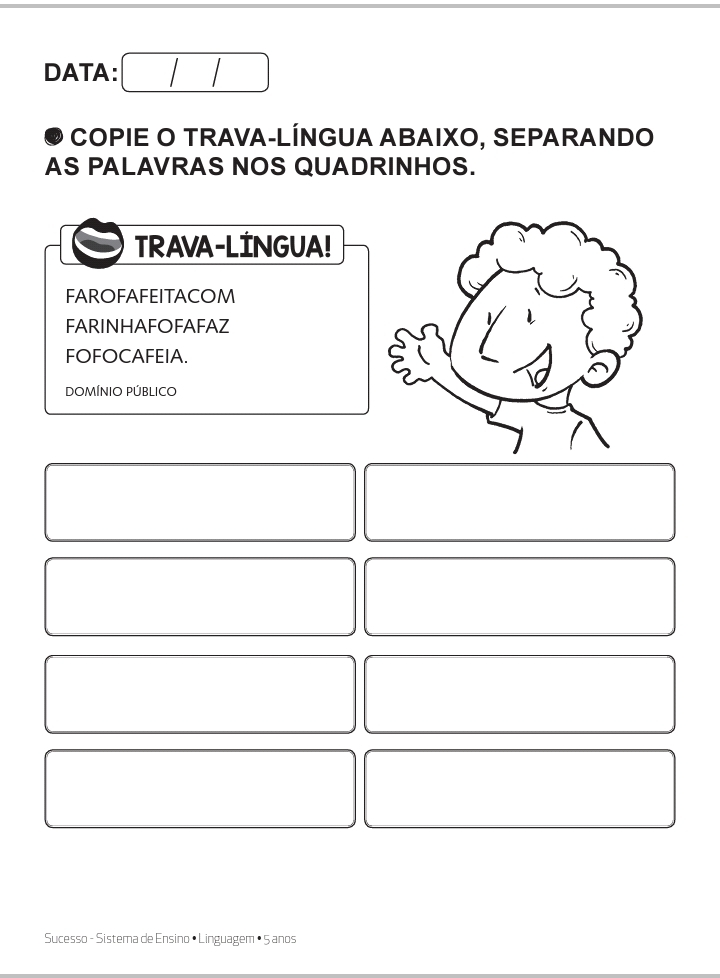 DATA: / /
COPIE O TRAVA-LÍNGUA ABAIXO, SEPARANDO
AS PALAVRAS NOS QUADRINHOS.
TRAVA-LÍNGUA!
FAROFAFEITACOM
FARINHAFOFAFAZ
FOFOCAFEIA.
DOMÍNIO PÚBLICO
Sucesso - Sistema de Ensino • Linguagem • 5 anos